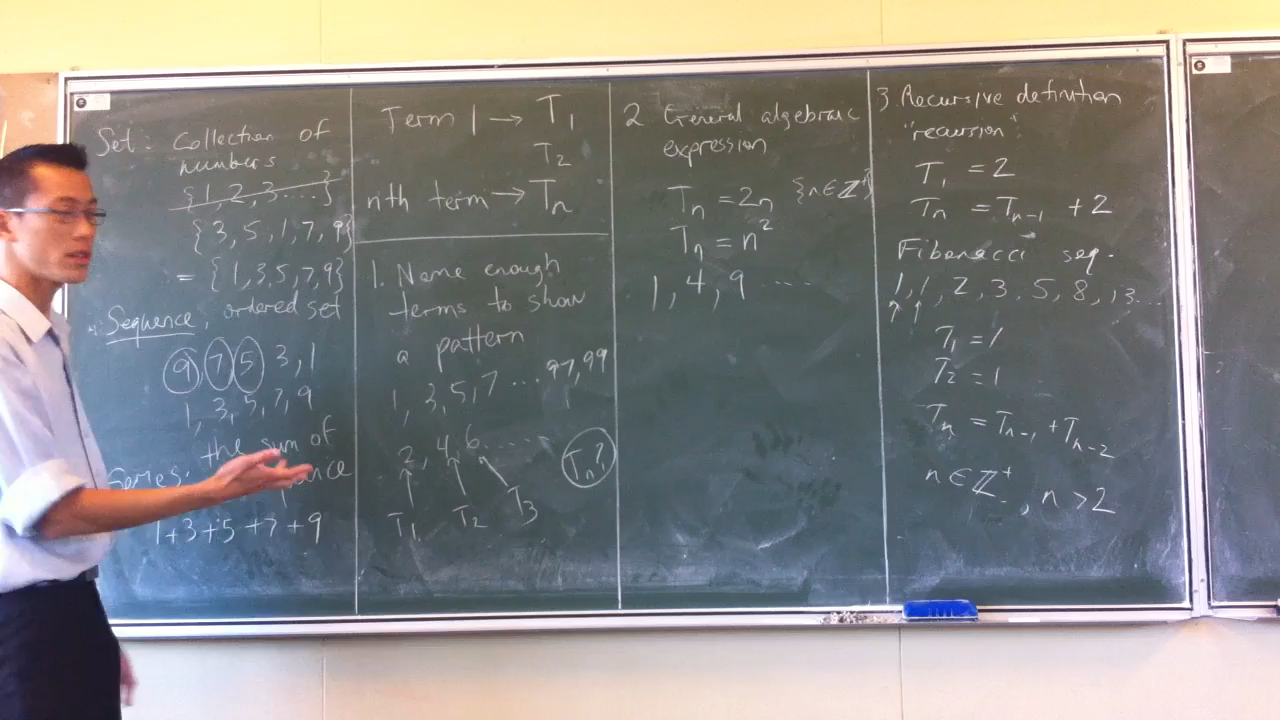 Set: Collection of
numbers
{1, 2, 3 ....}
{3, 5, 1, 7, 9}
= {1, 3, 5, 7, 9}
Sequence: ordered set
9, 7, 5, 3, 1
1, 3, 5, 7, 9
the sum of
1+3+5+7+9
Term 1 → T₁
T₂
nth term → Tₙ
1. Name enough
terms to show
a pattern
1, 3, 5, 7 ... 97, 99
2, 4, 6 .....
Tₙ?
T₁ T₂ T₃
2 General algebraic
expression
Tₙ = 2n {n ∈ ℤ⁺}
Tₙ = n²
1, 4, 9 ....
3 Recursive definition
"recursion"
T₁ = 2
Tₙ = Tₙ₋₁ + 2
Fibonacci seq.
1, 1, 2, 3, 5, 8, 13...
T₁ = 1
T₂ = 1
Tₙ = Tₙ₋₁ + Tₙ₋₂
n ∈ ℤ⁺, n > 2